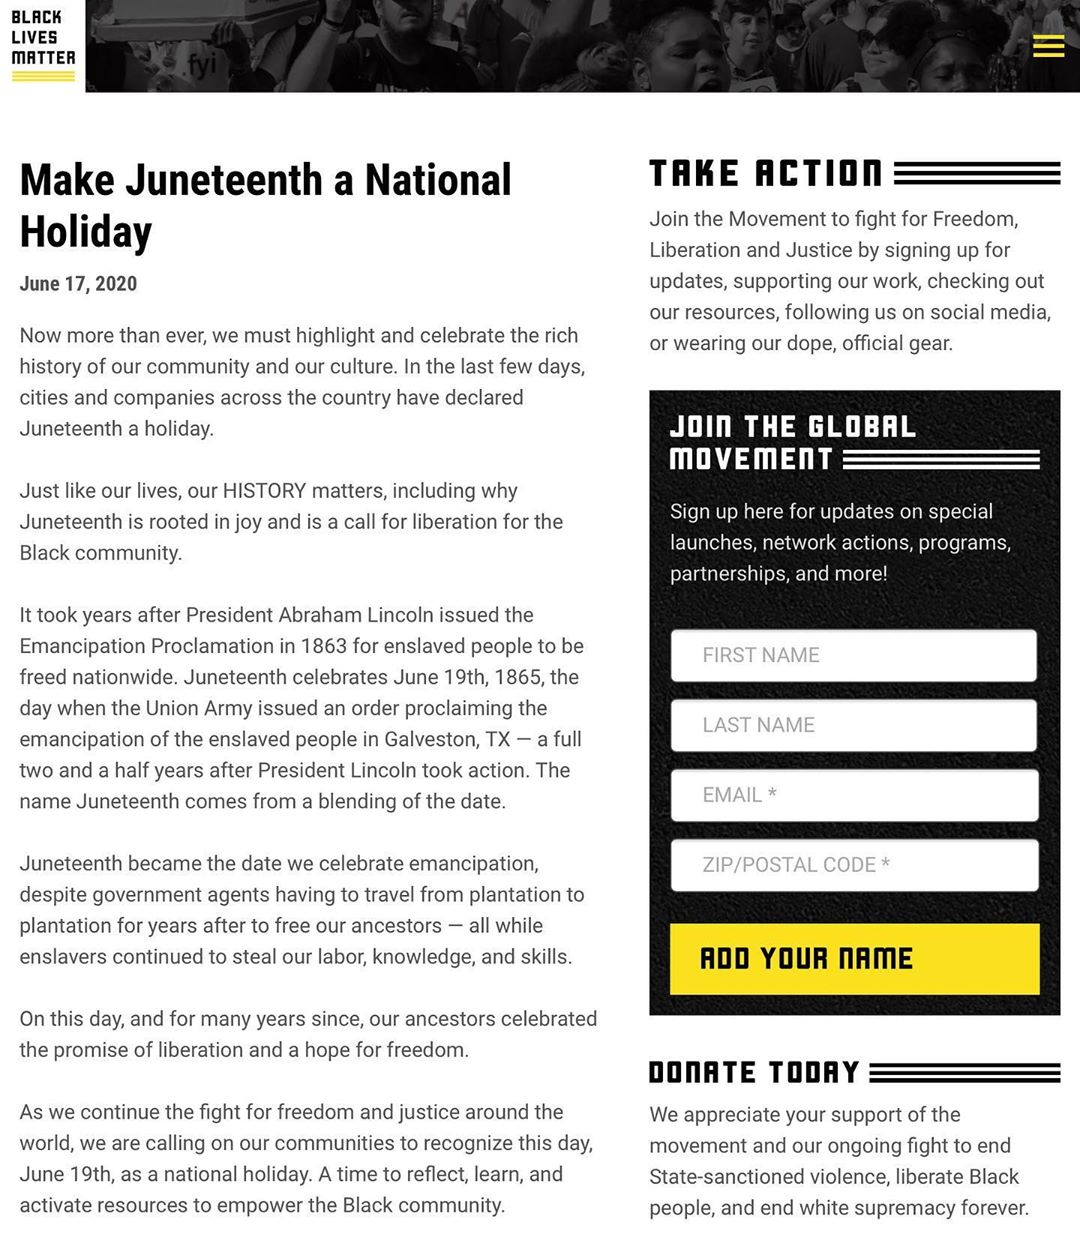 BLACK
LIVES
MATTER
.fyi
Make Juneteenth a National
Holiday
June 17, 2020
Now more than ever, we must highlight and celebrate the rich
history of our community and our culture. In the last few days,
cities and companies across the country have declared
Juneteenth a holiday.
Just like our lives, our HISTORY matters, including why
Juneteenth is rooted in joy and is a call for liberation for the
Black community.
It took years after President Abraham Lincoln issued the
Emancipation Proclamation in 1863 for enslaved people to be
freed nationwide. Juneteenth celebrates June 19th, 1865, the
day when the Union Army issued an order proclaiming the
emancipation of the enslaved people in Galveston, TX — a full
two and a half years after President Lincoln took action. The
name Juneteenth comes from a blending of the date.
Juneteenth became the date we celebrate emancipation,
despite government agents having to travel from plantation to
plantation for years after to free our ancestors — all while
enslavers continued to steal our labor, knowledge, and skills.
On this day, and for many years since, our ancestors celebrated
the promise of liberation and a hope for freedom.
As we continue the fight for freedom and justice around the
world, we are calling on our communities to recognize this day,
June 19th, as a national holiday. A time to reflect, learn, and
activate resources to empower the Black community.
TAKE ACTION
Join the Movement to fight for Freedom,
Liberation and Justice by signing up for
updates, supporting our work, checking out
our resources, following us on social media,
or wearing our dope, official gear.
JOIN THE GLOBAL
MOVEMENT
Sign up here for updates on special
launches, network actions, programs,
partnerships, and more!
FIRST NAME
LAST NAME
EMAIL *
ZIP/POSTAL CODE *
ADD YOUR NAME
DONATE TODAY
We appreciate your support of the
movement and our ongoing fight to end
State-sanctioned violence, liberate Black
people, and end white supremacy forever.